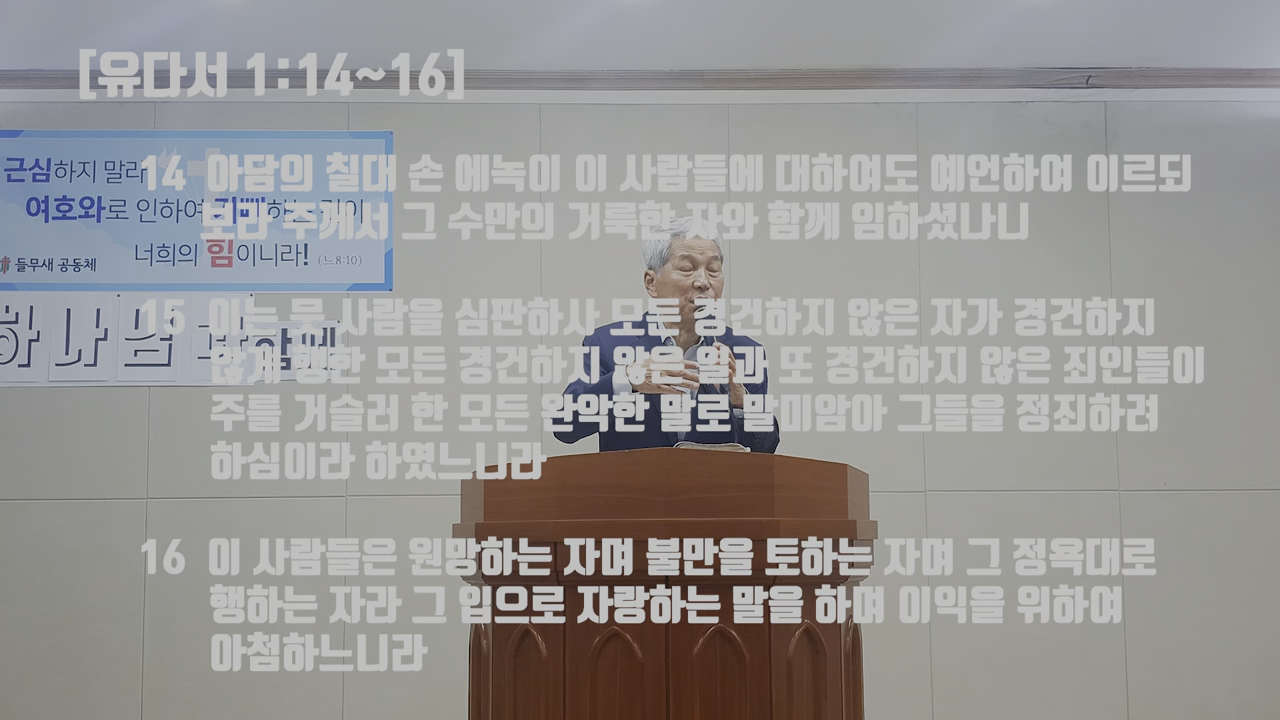 [유다서 1:14~16]
14 아담의 칠대 손 에녹이 이 사람들에 대하여도 예언하여 이르되
보라 주께서 그 수만의 거룩한 자와 함께 임하셨나니
15 이는 뭇 사람을 심판하사 모든 경건하지 않은 자가 경건하지
않게 행한 모든 경건하지 않은 일과 또 경건하지 않은 죄인들이
주를 거슬러 한 모든 완악한 말로 말미암아 그들을 정죄하려
하심이라 하였느니라
16 이 사람들은 원망하는 자며 불만을 토하는 자며 그 정욕대로
행하는 자라 그 입으로 자랑하는 말을 하며 이익을 위하여
아첨하느니라
근심하지 말라
여호와로 인하여 기뻐하는 것이
너희의 힘이니라! (느8:10)
들무새 공동체